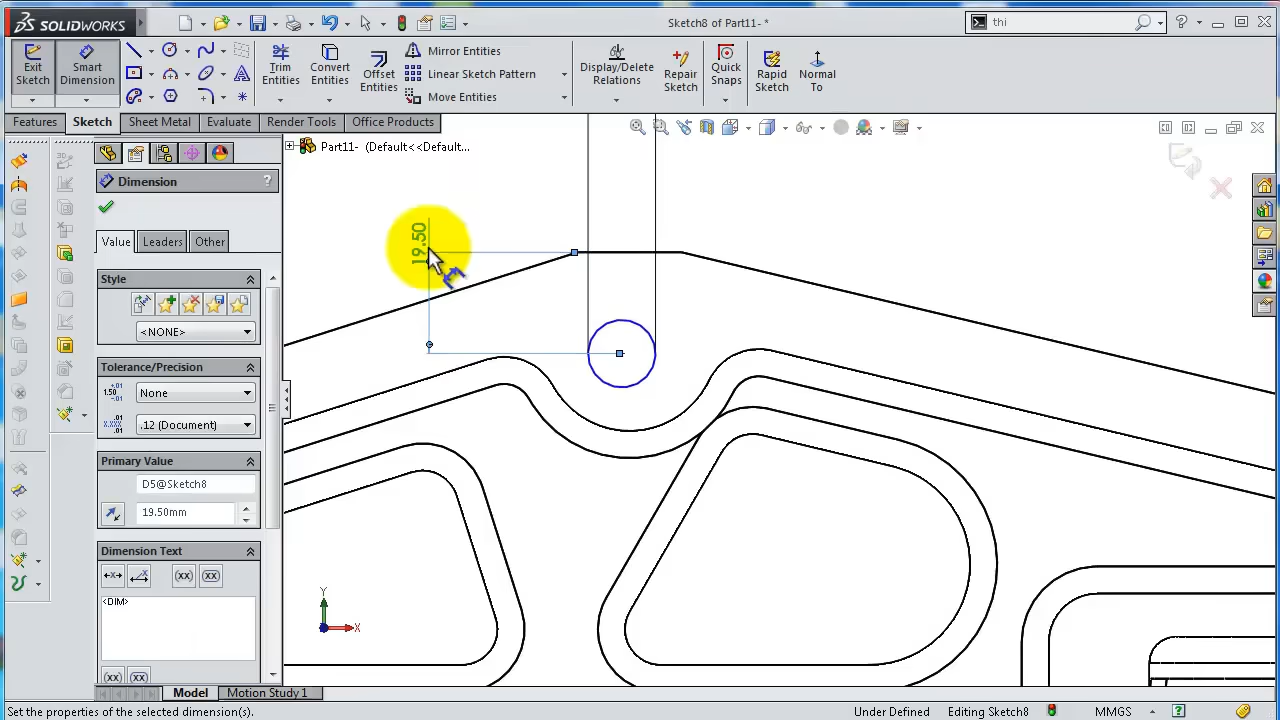 SOLIDWORKS
Sketch8 of Part11- *
thi
Exit
Sketch
Smart
Dimension
Trim
Entities
Convert
Entities
Offset
Entities
Mirror Entities
Linear Sketch Pattern
Move Entities
Display/Delete
Relations
Repair
Sketch
Quick
Snaps
Rapid
Sketch
Normal
To
Features
Sketch
Sheet Metal
Evaluate
Render Tools
Office Products
Part11- (Default<<Default...
Dimension
?
Value
Leaders
Other
Style
<NONE>
Tolerance/Precision
None
.12 (Document)
Primary Value
D5@Sketch8
19.50mm
Dimension Text
<DIM>
19.50
Y
X
Model
Motion Study 1
Set the properties of the selected dimension(s).
Under Defined
Editing Sketch8
MMGS